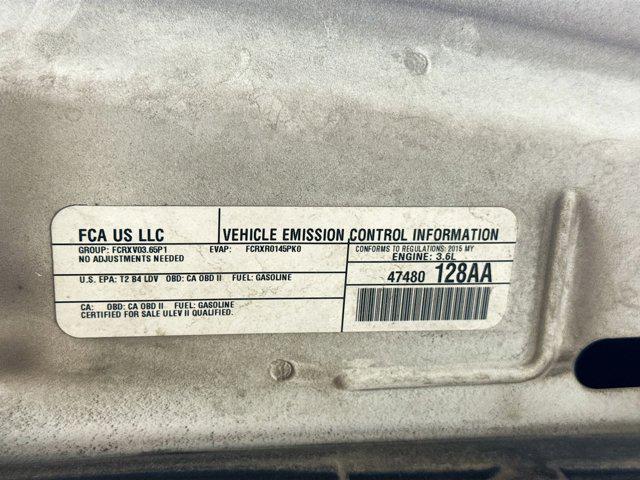 FCA US LLC
VEHICLE EMISSION CONTROL INFORMATION
GROUP: FCRXV03.65P1 EVAP: FCRXR0145PK0
NO ADJUSTMENTS NEEDED
CONFORMS TO REGULATIONS: 2015 MY
ENGINE: 3.6L
U.S. EPA: T2 B4 LDV OBD: CA OBD II FUEL: GASOLINE
47480 128AA
CA: OBD: CA OBD II FUEL: GASOLINE
CERTIFIED FOR SALE ULEV II QUALIFIED.